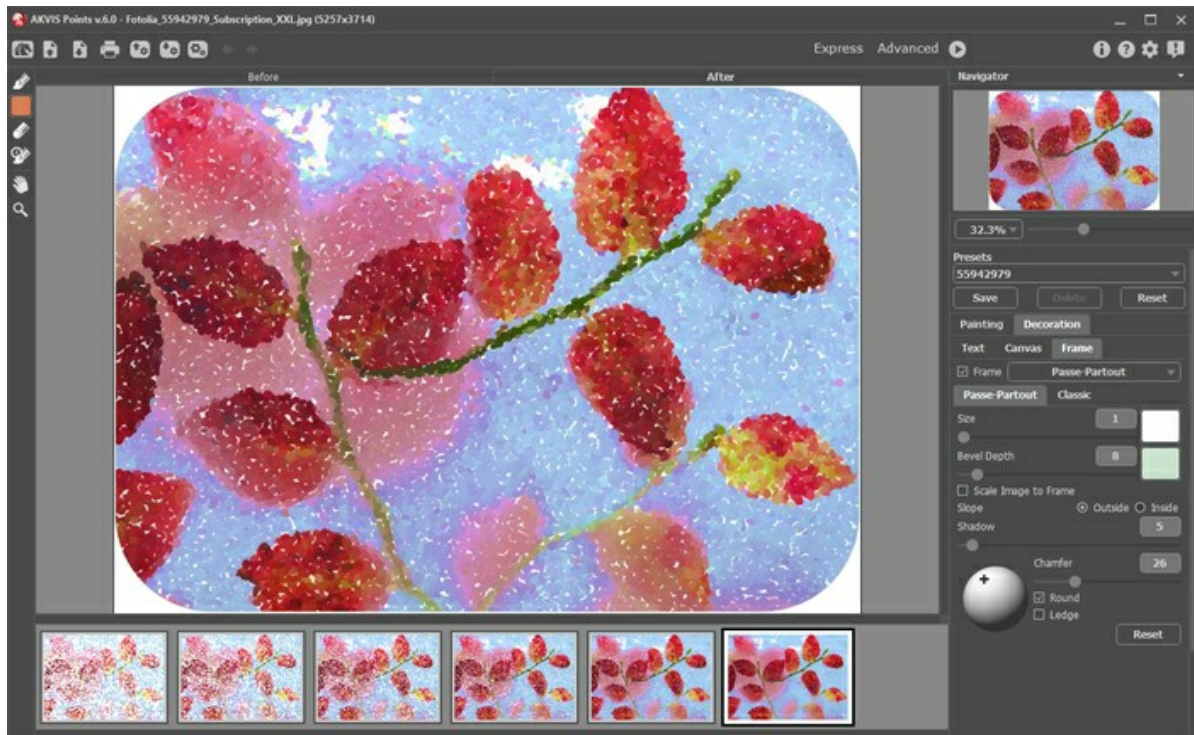 AKVIS Points v.6.0 - Fotolia_55942979_Subscription_XXL.jpg (5257x3714)
Express Advanced
Before After
Navigator
32.3%
Presets
55942979
Save Delete Reset
Painting Decoration
Text Canvas Frame
Frame Passe-Partout
Passe-Partout Classic
Size 1
Bevel Depth 8
Scale Image to Frame
Slope Outside Inside
Shadow 5
Chamfer 26
Round
Ledge
Reset